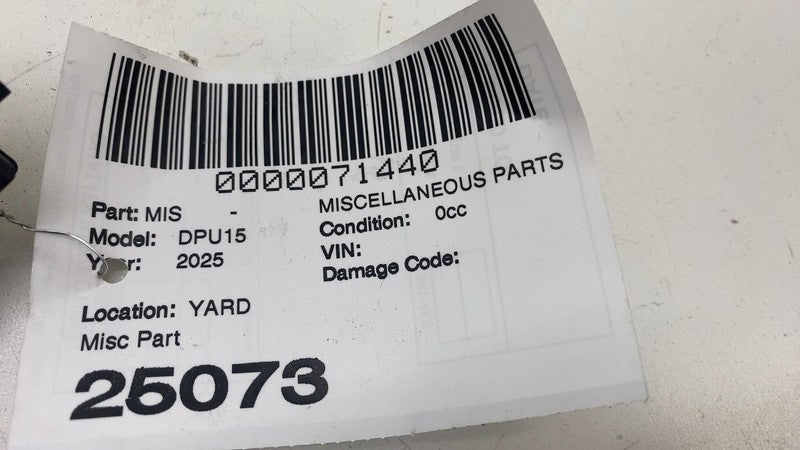 0000071440
Part: MIS - MISCELLANEOUS PARTS
Model: DPU15 Condition: 0cc
Year: 2025 VIN:
Damage Code:
Location: YARD
Misc Part
25073